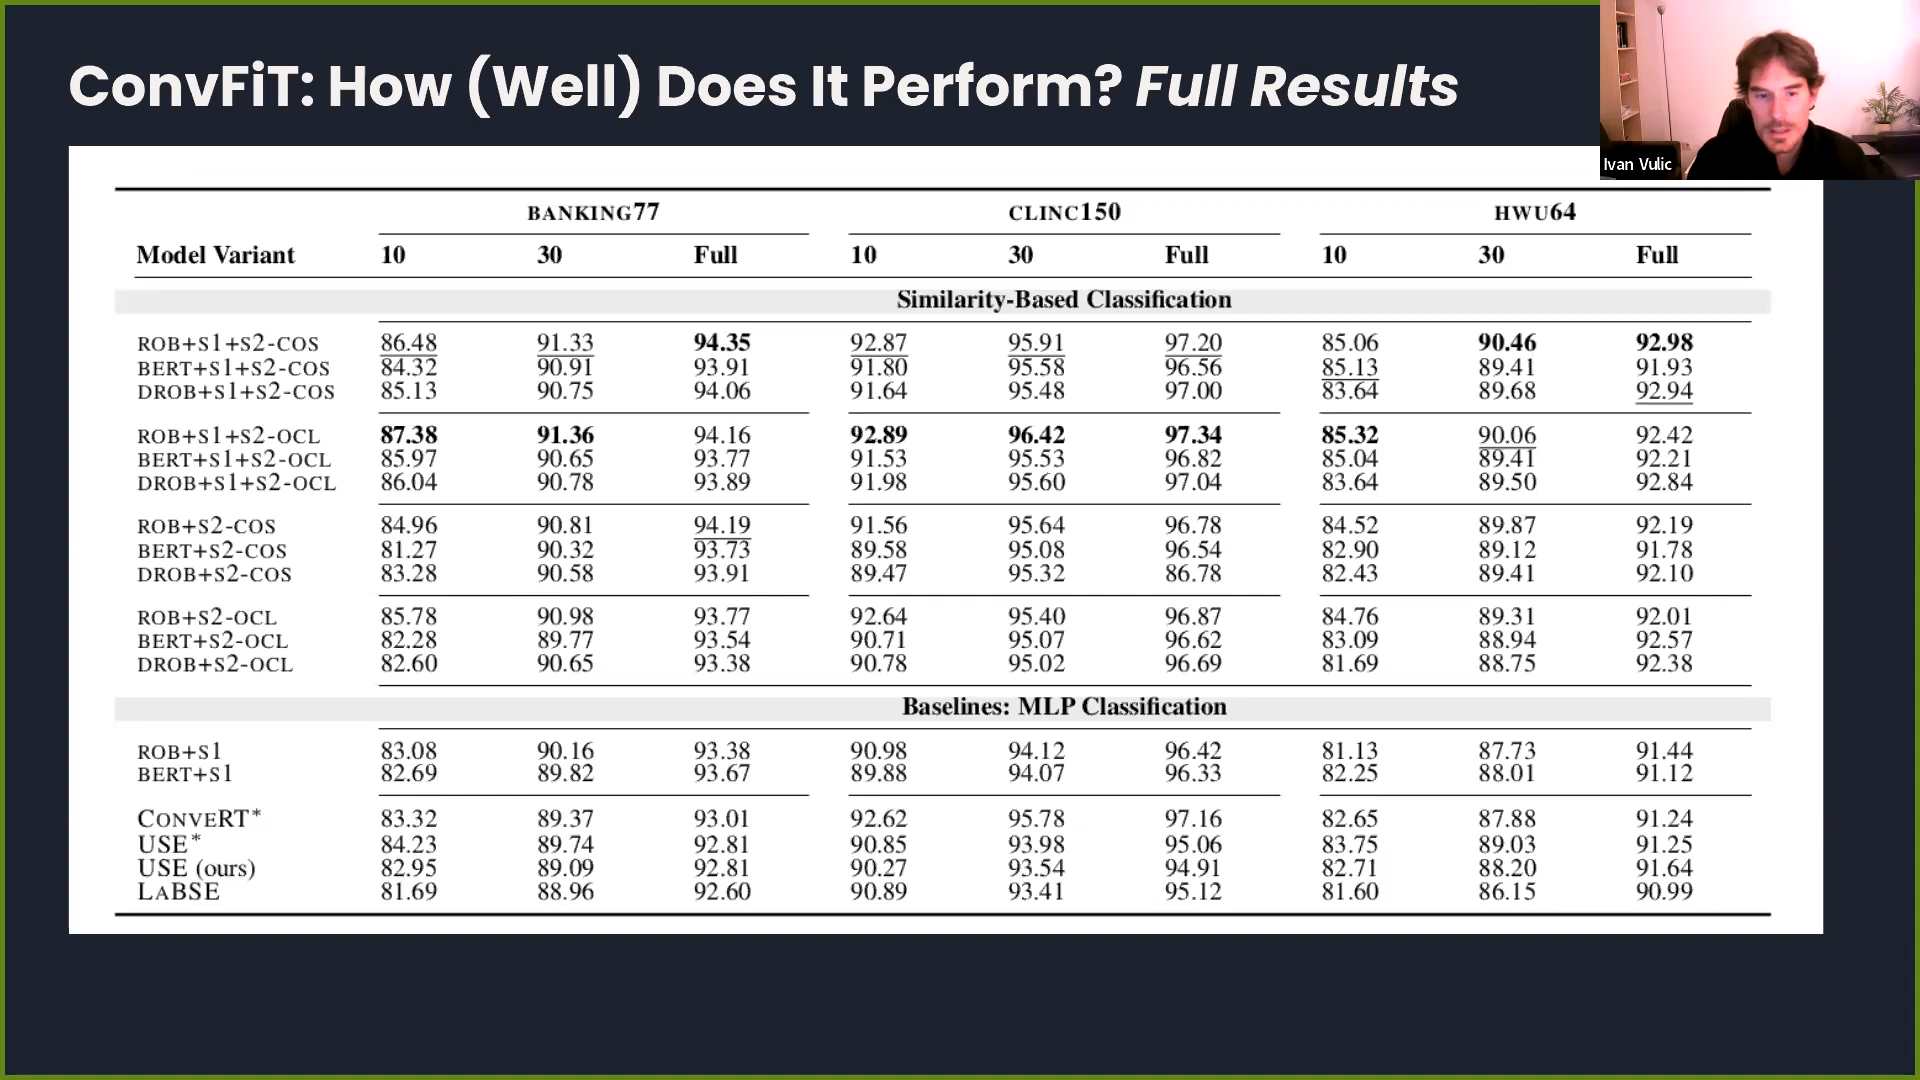 ConvFiT: How (Well) Does It Perform? Full Results
Ivan Vulic
BANKING77 CLINC150 HWU64
Model Variant 10 30 Full 10 30 Full 10 30 Full
Similarity-Based Classification
ROB+S1+S2-COS 86.48 91.33 94.35 92.87 95.91 97.20 85.06 90.46 92.98
BERT+S1+S2-COS 84.32 90.91 93.91 91.80 95.58 96.56 85.13 89.41 91.93
DROB+S1+S2-COS 85.13 90.75 94.06 91.64 95.48 97.00 83.64 89.68 92.94
ROB+S1+S2-OCL 87.38 91.36 94.16 92.89 96.42 97.34 85.32 90.06 92.42
BERT+S1+S2-OCL 85.97 90.65 93.77 91.53 95.53 96.82 85.04 89.41 92.21
DROB+S1+S2-OCL 86.04 90.78 93.89 91.98 95.60 97.04 83.64 89.50 92.84
ROB+S2-COS 84.96 90.81 94.19 91.56 95.64 96.78 84.52 89.87 92.19
BERT+S2-COS 81.27 90.32 93.73 89.58 95.08 96.54 82.90 89.12 91.78
DROB+S2-COS 83.28 90.58 93.91 89.47 95.32 86.78 82.43 89.41 92.10
ROB+S2-OCL 85.78 90.98 93.77 92.64 95.40 96.87 84.76 89.31 92.01
BERT+S2-OCL 82.28 89.77 93.54 90.71 95.07 96.62 83.09 88.94 92.57
DROB+S2-OCL 82.60 90.65 93.38 90.78 95.02 96.69 81.69 88.75 92.38
Baselines: MLP Classification
ROB+S1 83.08 90.16 93.38 90.98 94.12 96.42 81.13 87.73 91.44
BERT+S1 82.69 89.82 93.67 89.88 94.07 96.33 82.25 88.01 91.12
CONVERT* 83.32 89.37 93.01 92.62 95.78 97.16 82.65 87.88 91.24
USE* 84.23 89.74 92.81 90.85 93.98 95.06 83.75 89.03 91.25
USE (ours) 82.95 89.09 92.81 90.27 93.54 94.91 82.71 88.20 91.64
LABSE 81.69 88.96 92.60 90.89 93.41 95.12 81.60 86.15 90.99